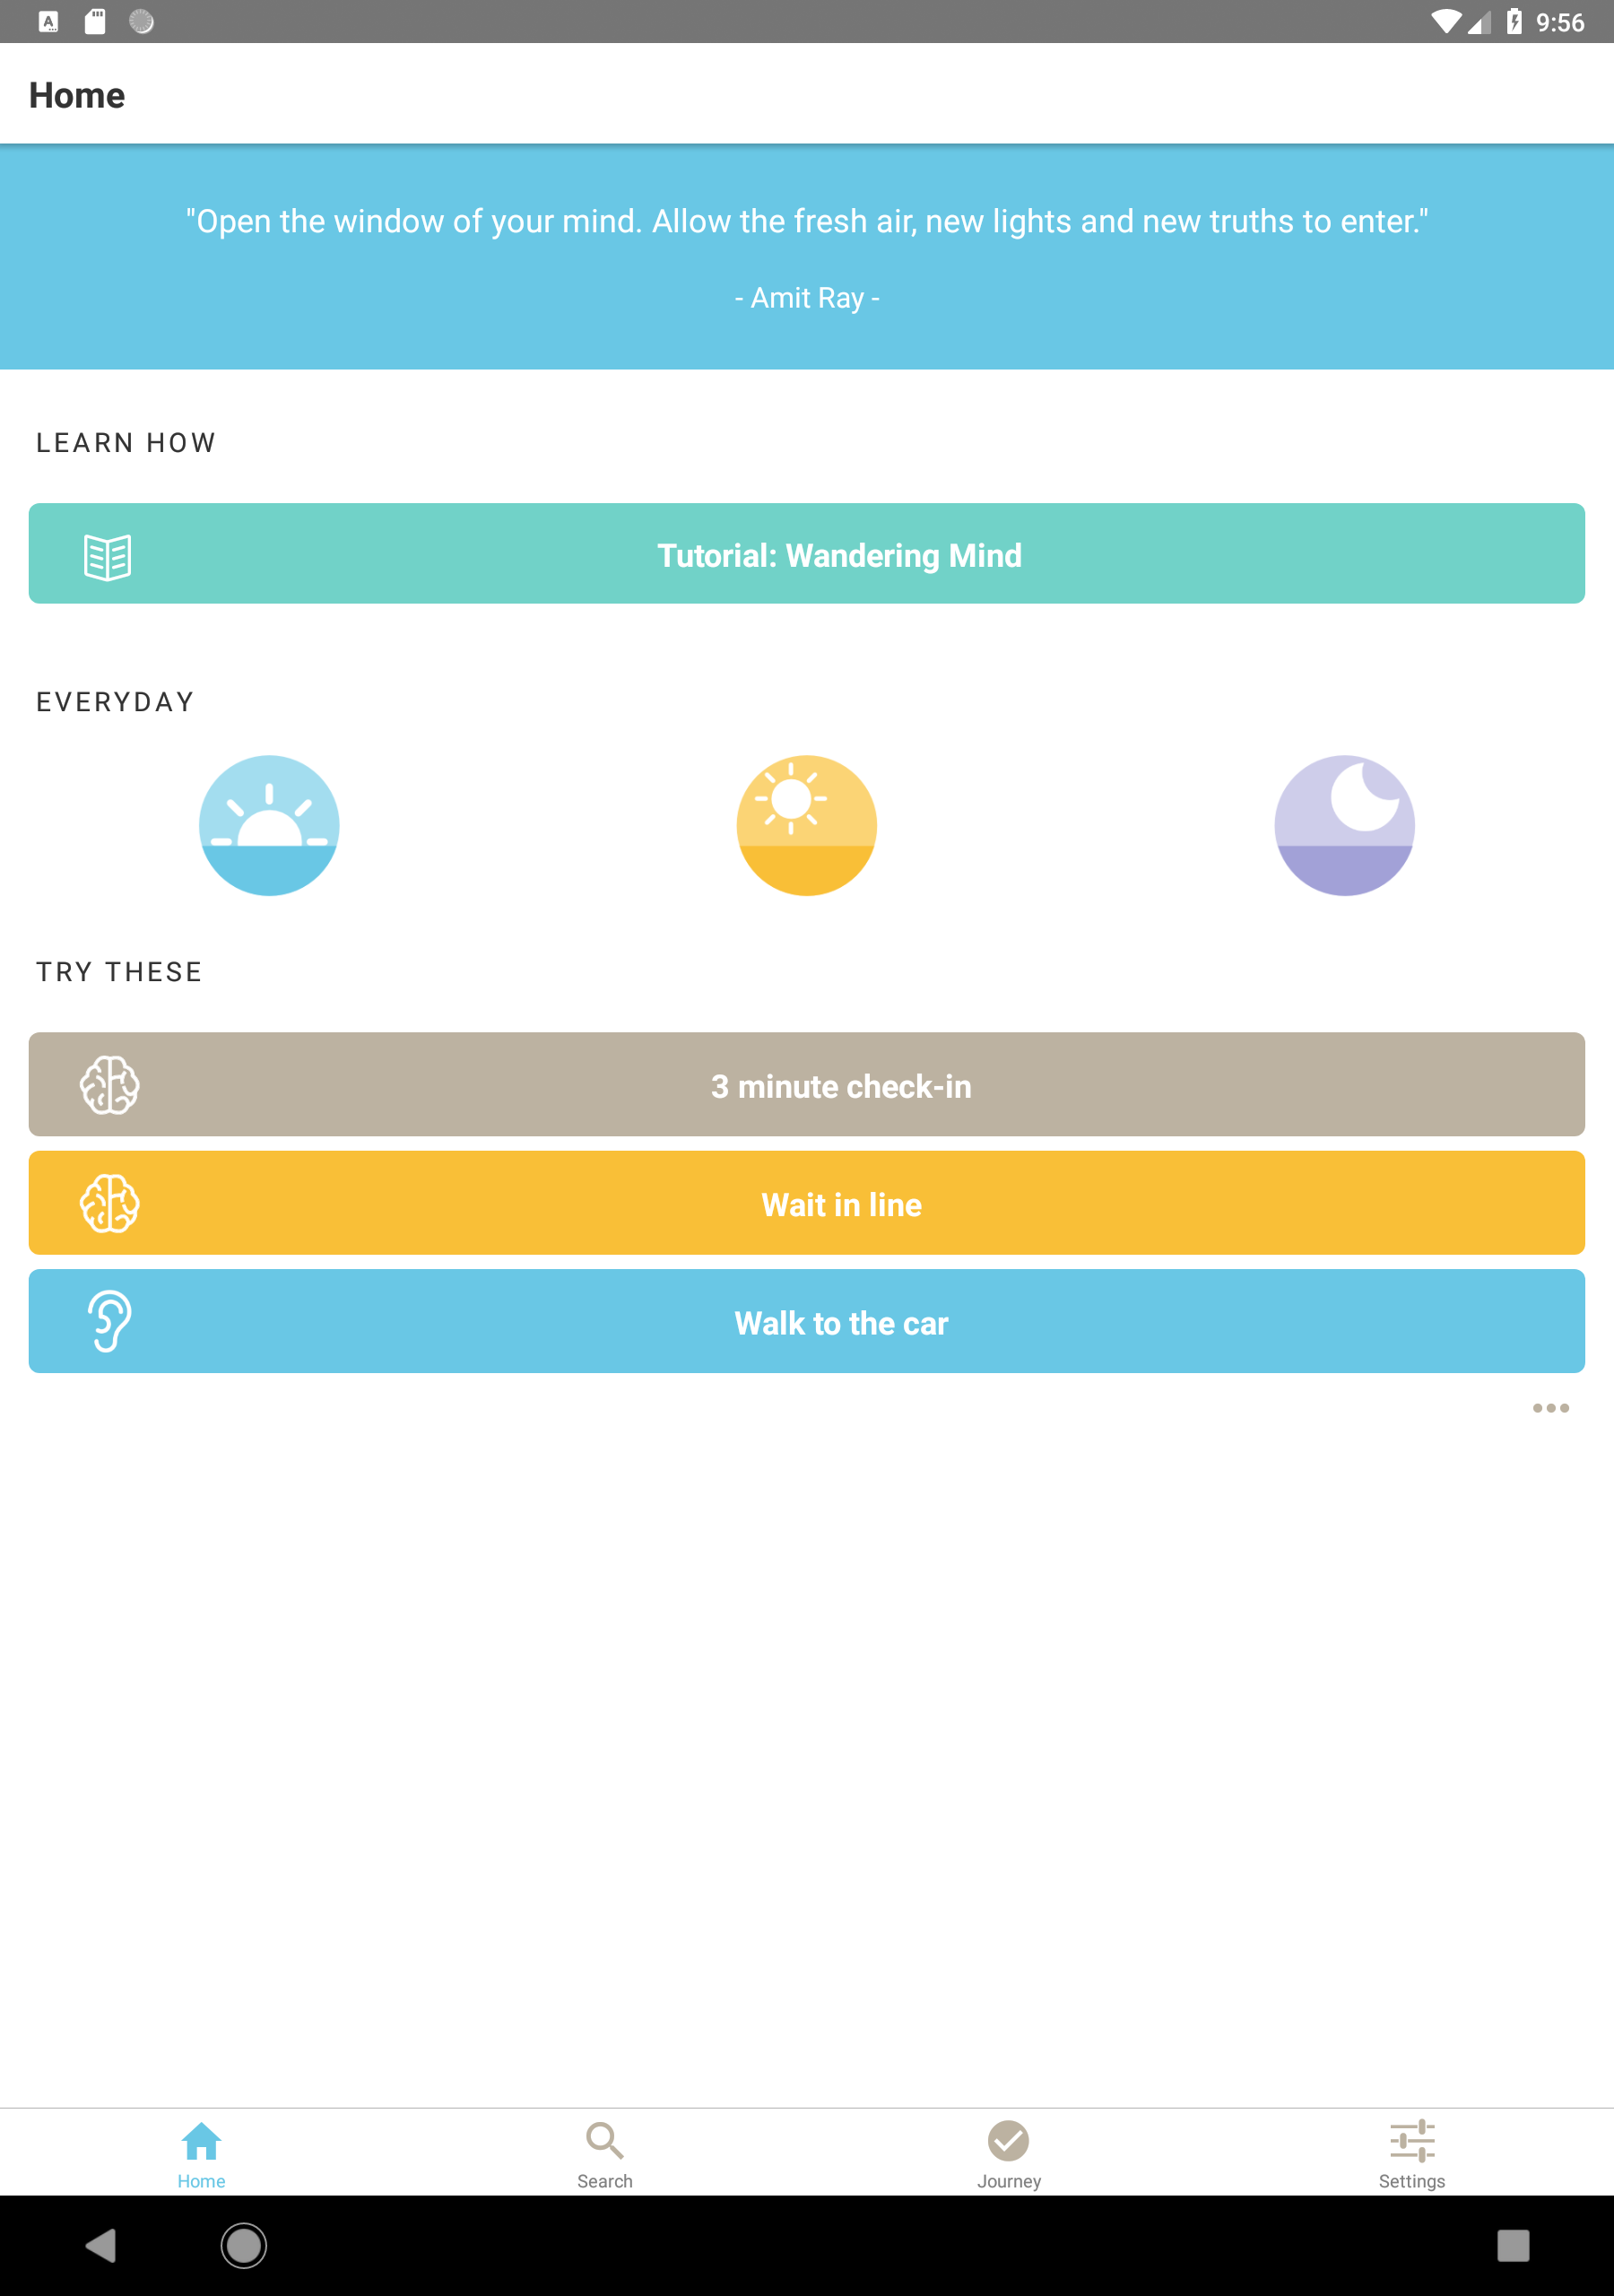 9:56
Home
"Open the window of your mind. Allow the fresh air, new lights and new truths to enter."
- Amit Ray -
LEARN HOW
Tutorial: Wandering Mind
EVERYDAY
TRY THESE
3 minute check-in
Wait in line
Walk to the car
Home
Search
Journey
Settings